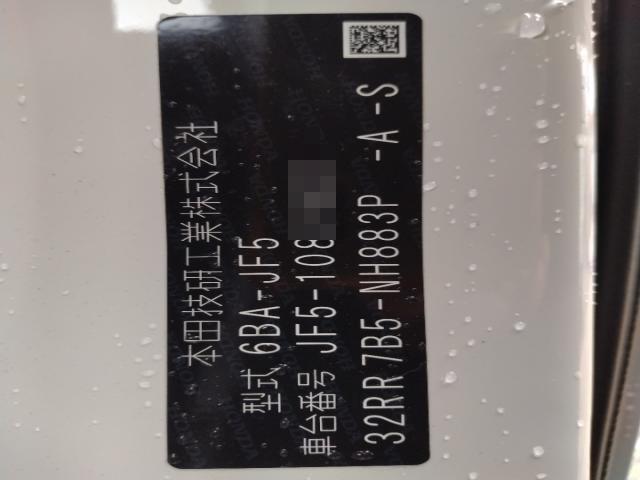 本田技研工業株式会社
型式 6BA-JF5
車台番号 JF5-108
32RR 7B5-NH883P -A-S